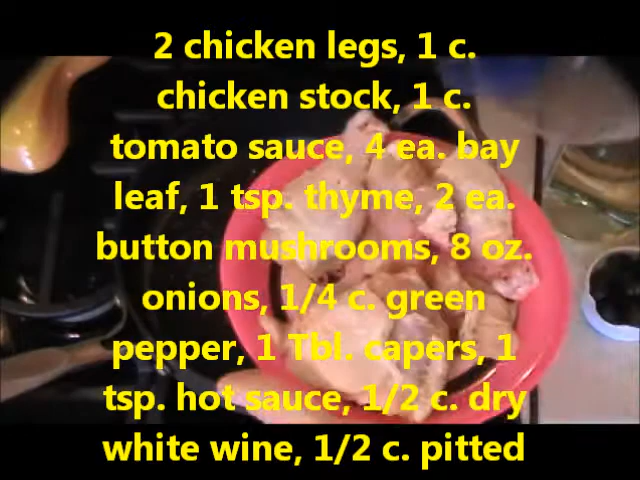 2 chicken legs, 1 c.
chicken stock, 1 c.
tomato sauce, 4 ea. bay
leaf, 1 tsp. thyme, 2 ea.
button mushrooms, 8 oz.
onions, 1/4 c. green
pepper, 1 Tbl. capers, 1
tsp. hot sauce, 1/2 c. dry
white wine, 1/2 c. pitted